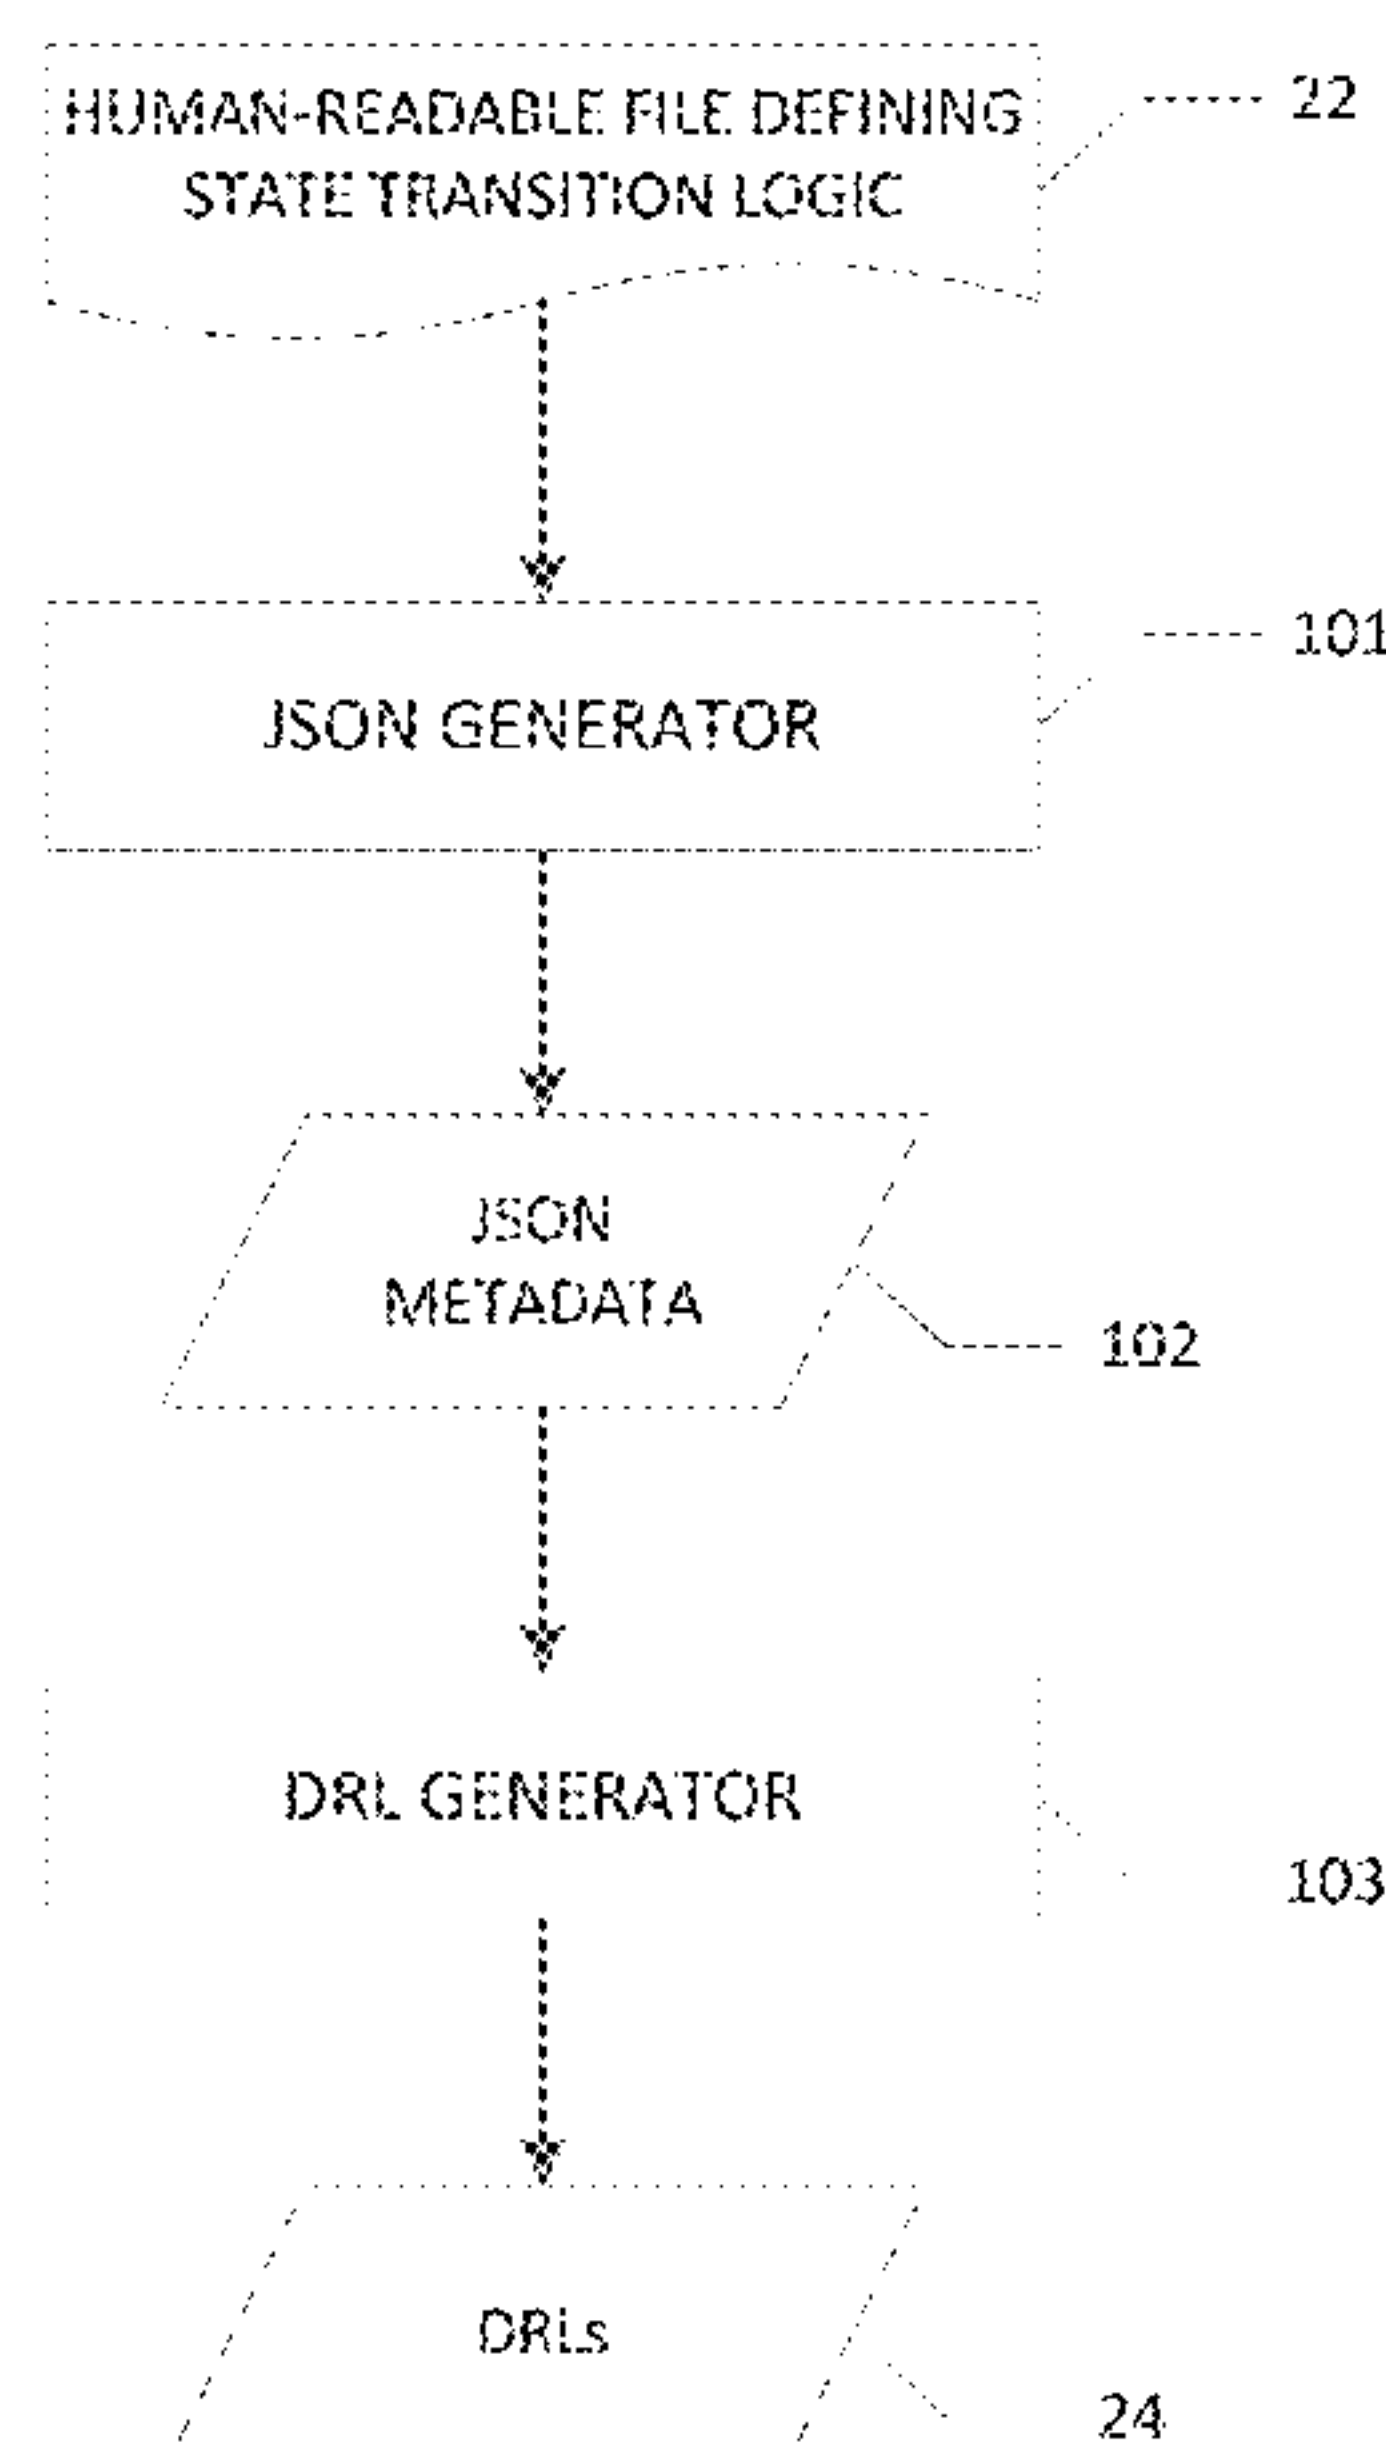 HUMAN-READABLE FILE DEFINING
STATE TRANSITION LOGIC
22
JSON GENERATOR
101
JSON
METADATA
102
DRL GENERATOR
103
DRLs
24